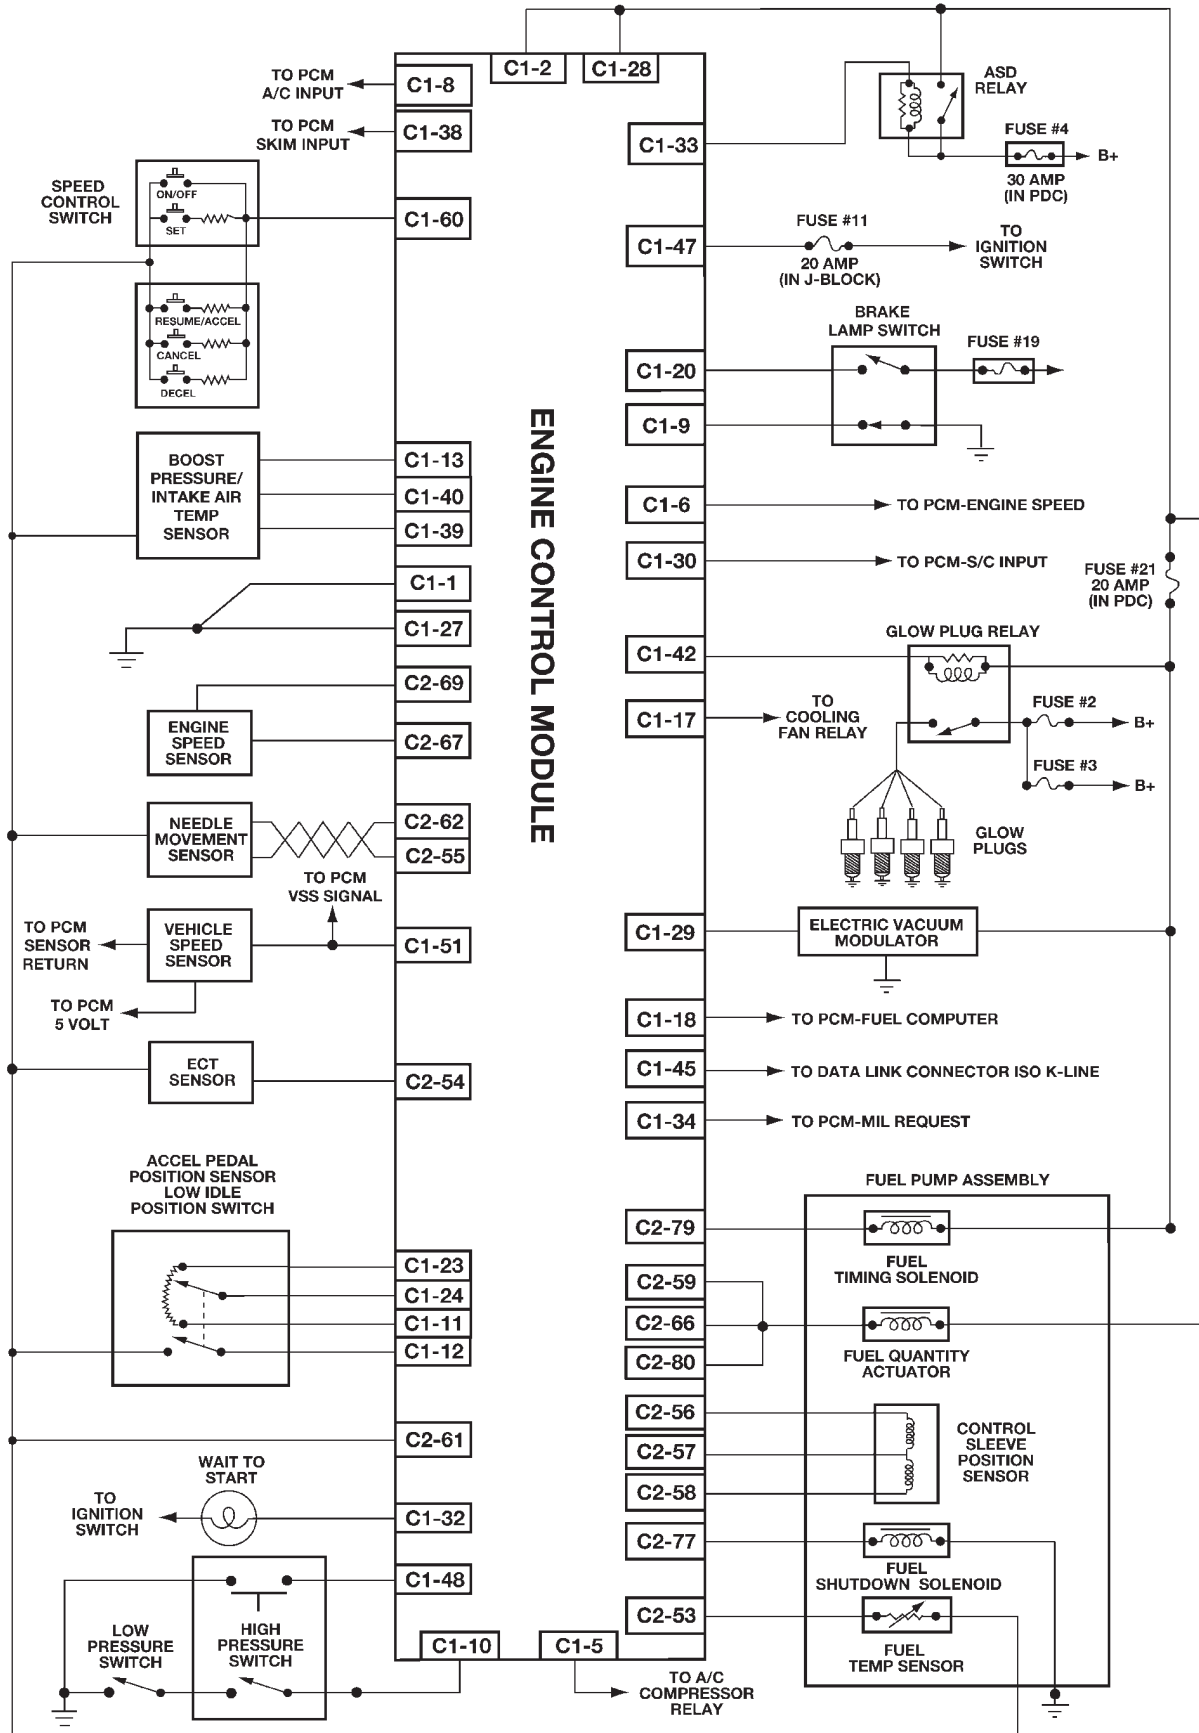 C1-2
C1-28
TO PCM
A/C INPUT
C1-8
TO PCM
SKIM INPUT
C1-38
SPEED
CONTROL
SWITCH
ON/OFF
SET
C1-60
RESUME/ACCEL
CANCEL
DECEL
BOOST
PRESSURE/
INTAKE AIR
TEMP
SENSOR
C1-13
C1-40
C1-39
C1-1
C1-27
C2-69
ENGINE
SPEED
SENSOR
C2-67
NEEDLE
MOVEMENT
SENSOR
C2-62
C2-55
TO PCM
VSS SIGNAL
TO PCM
SENSOR
RETURN
VEHICLE
SPEED
SENSOR
C1-51
TO PCM
5 VOLT
ECT
SENSOR
C2-54
ACCEL PEDAL
POSITION SENSOR
LOW IDLE
POSITION SWITCH
C1-23
C1-24
C1-11
C1-12
C2-61
WAIT TO
START
TO
IGNITION
SWITCH
C1-32
C1-48
LOW
PRESSURE
SWITCH
HIGH
PRESSURE
SWITCH
C1-10
C1-5
TO A/C
COMPRESSOR
RELAY
ENGINE CONTROL MODULE
ASD
RELAY
C1-33
FUSE #4
B+
30 AMP
(IN PDC)
C1-47
FUSE #11
20 AMP
(IN J-BLOCK)
TO
IGNITION
SWITCH
BRAKE
LAMP SWITCH
FUSE #19
C1-20
C1-9
C1-6
TO PCM-ENGINE SPEED
C1-30
TO PCM-S/C INPUT
FUSE #21
20 AMP
(IN PDC)
GLOW PLUG RELAY
C1-42
C1-17
TO
COOLING
FAN RELAY
FUSE #2
B+
FUSE #3
B+
GLOW
PLUGS
C1-29
ELECTRIC VACUUM
MODULATOR
C1-18
TO PCM-FUEL COMPUTER
C1-45
TO DATA LINK CONNECTOR ISO K-LINE
C1-34
TO PCM-MIL REQUEST
FUEL PUMP ASSEMBLY
C2-79
FUEL
TIMING SOLENOID
C2-59
C2-66
C2-80
FUEL QUANTITY
ACTUATOR
C2-56
C2-57
C2-58
CONTROL
SLEEVE
POSITION
SENSOR
C2-77
FUEL
SHUTDOWN SOLENOID
C2-53
FUEL
TEMP SENSOR